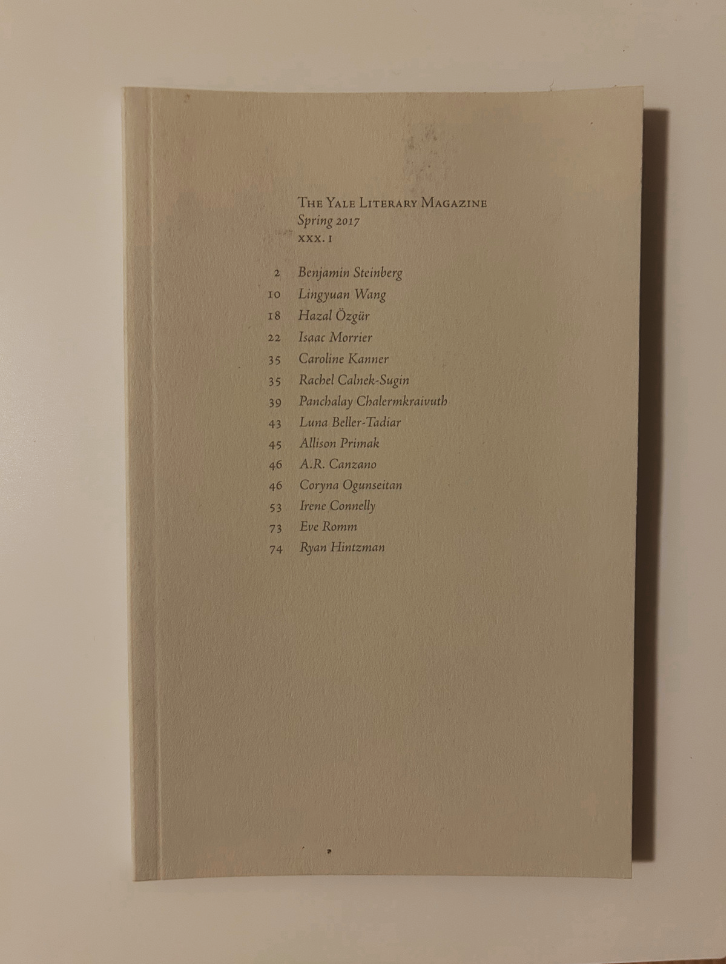 The Yale Literary Magazine
Spring 2017
XXX. I
2 Benjamin Steinberg
10 Lingyuan Wang
18 Hazal Özgür
22 Isaac Morrier
35 Caroline Kanner
35 Rachel Calnek-Sugin
39 Panchalay Chalermkraivuth
43 Luna Beller-Tadiar
45 Allison Primak
46 A.R. Canzano
46 Coryna Ogunseitan
53 Irene Connelly
73 Eve Romm
74 Ryan Hintzman